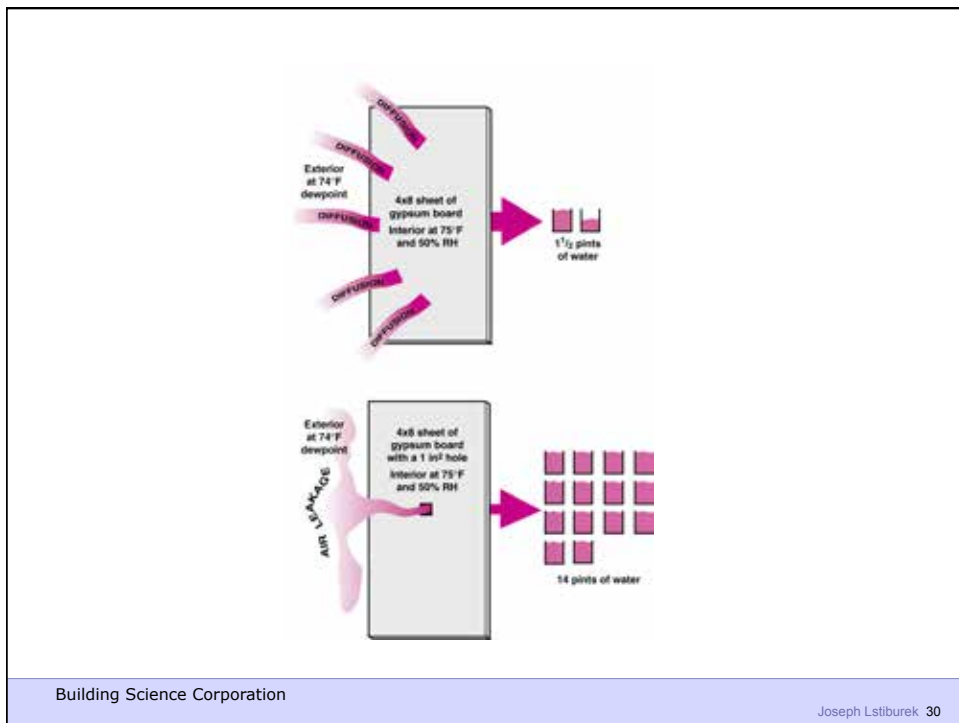 DIFFUSION
DIFFUSION
Exterior
at 74°F
dewpoint
DIFFUSION
DIFFUSION
DIFFUSION
4x8 sheet of
gypsum board
Interior at 75°F
and 50% RH
1 1/2 pints
of water
Exterior
at 74°F
dewpoint
AIR LEAKAGE
4x8 sheet of
gypsum board
with a 1 in² hole
Interior at 75°F
and 50% RH
14 pints of water
Building Science Corporation
Joseph Lstiburek 30